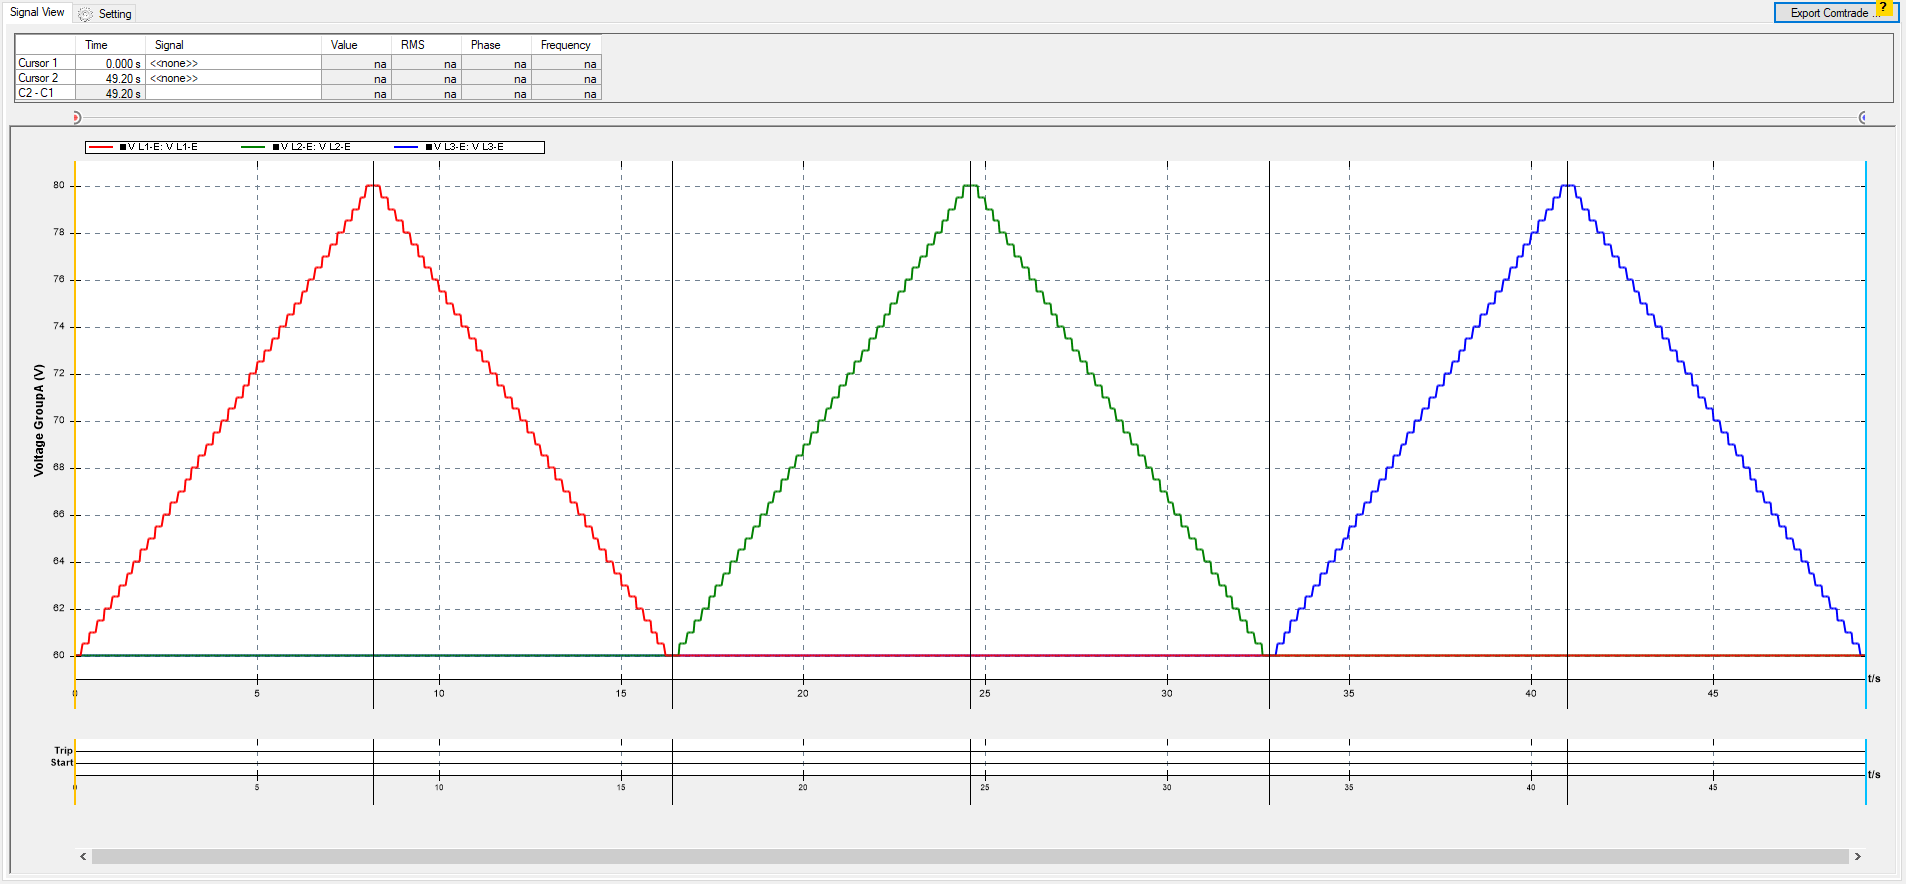 Signal View Setting Export Comtrade ... ?
Time Signal Value RMS Phase Frequency
Cursor 1 0.000 s <<none>> na na na na
Cursor 2 49.20 s <<none>> na na na na
C2 - C1 49.20 s na na na na
V L1-E: V L1-E V L2-E: V L2-E V L3-E: V L3-E
80
78
76
74
72
70
68
66
64
62
60
Voltage GroupA (V)
0 5 10 15 20 25 30 35 40 45 t/s
Trip
Start
0 5 10 15 20 25 30 35 40 45 t/s